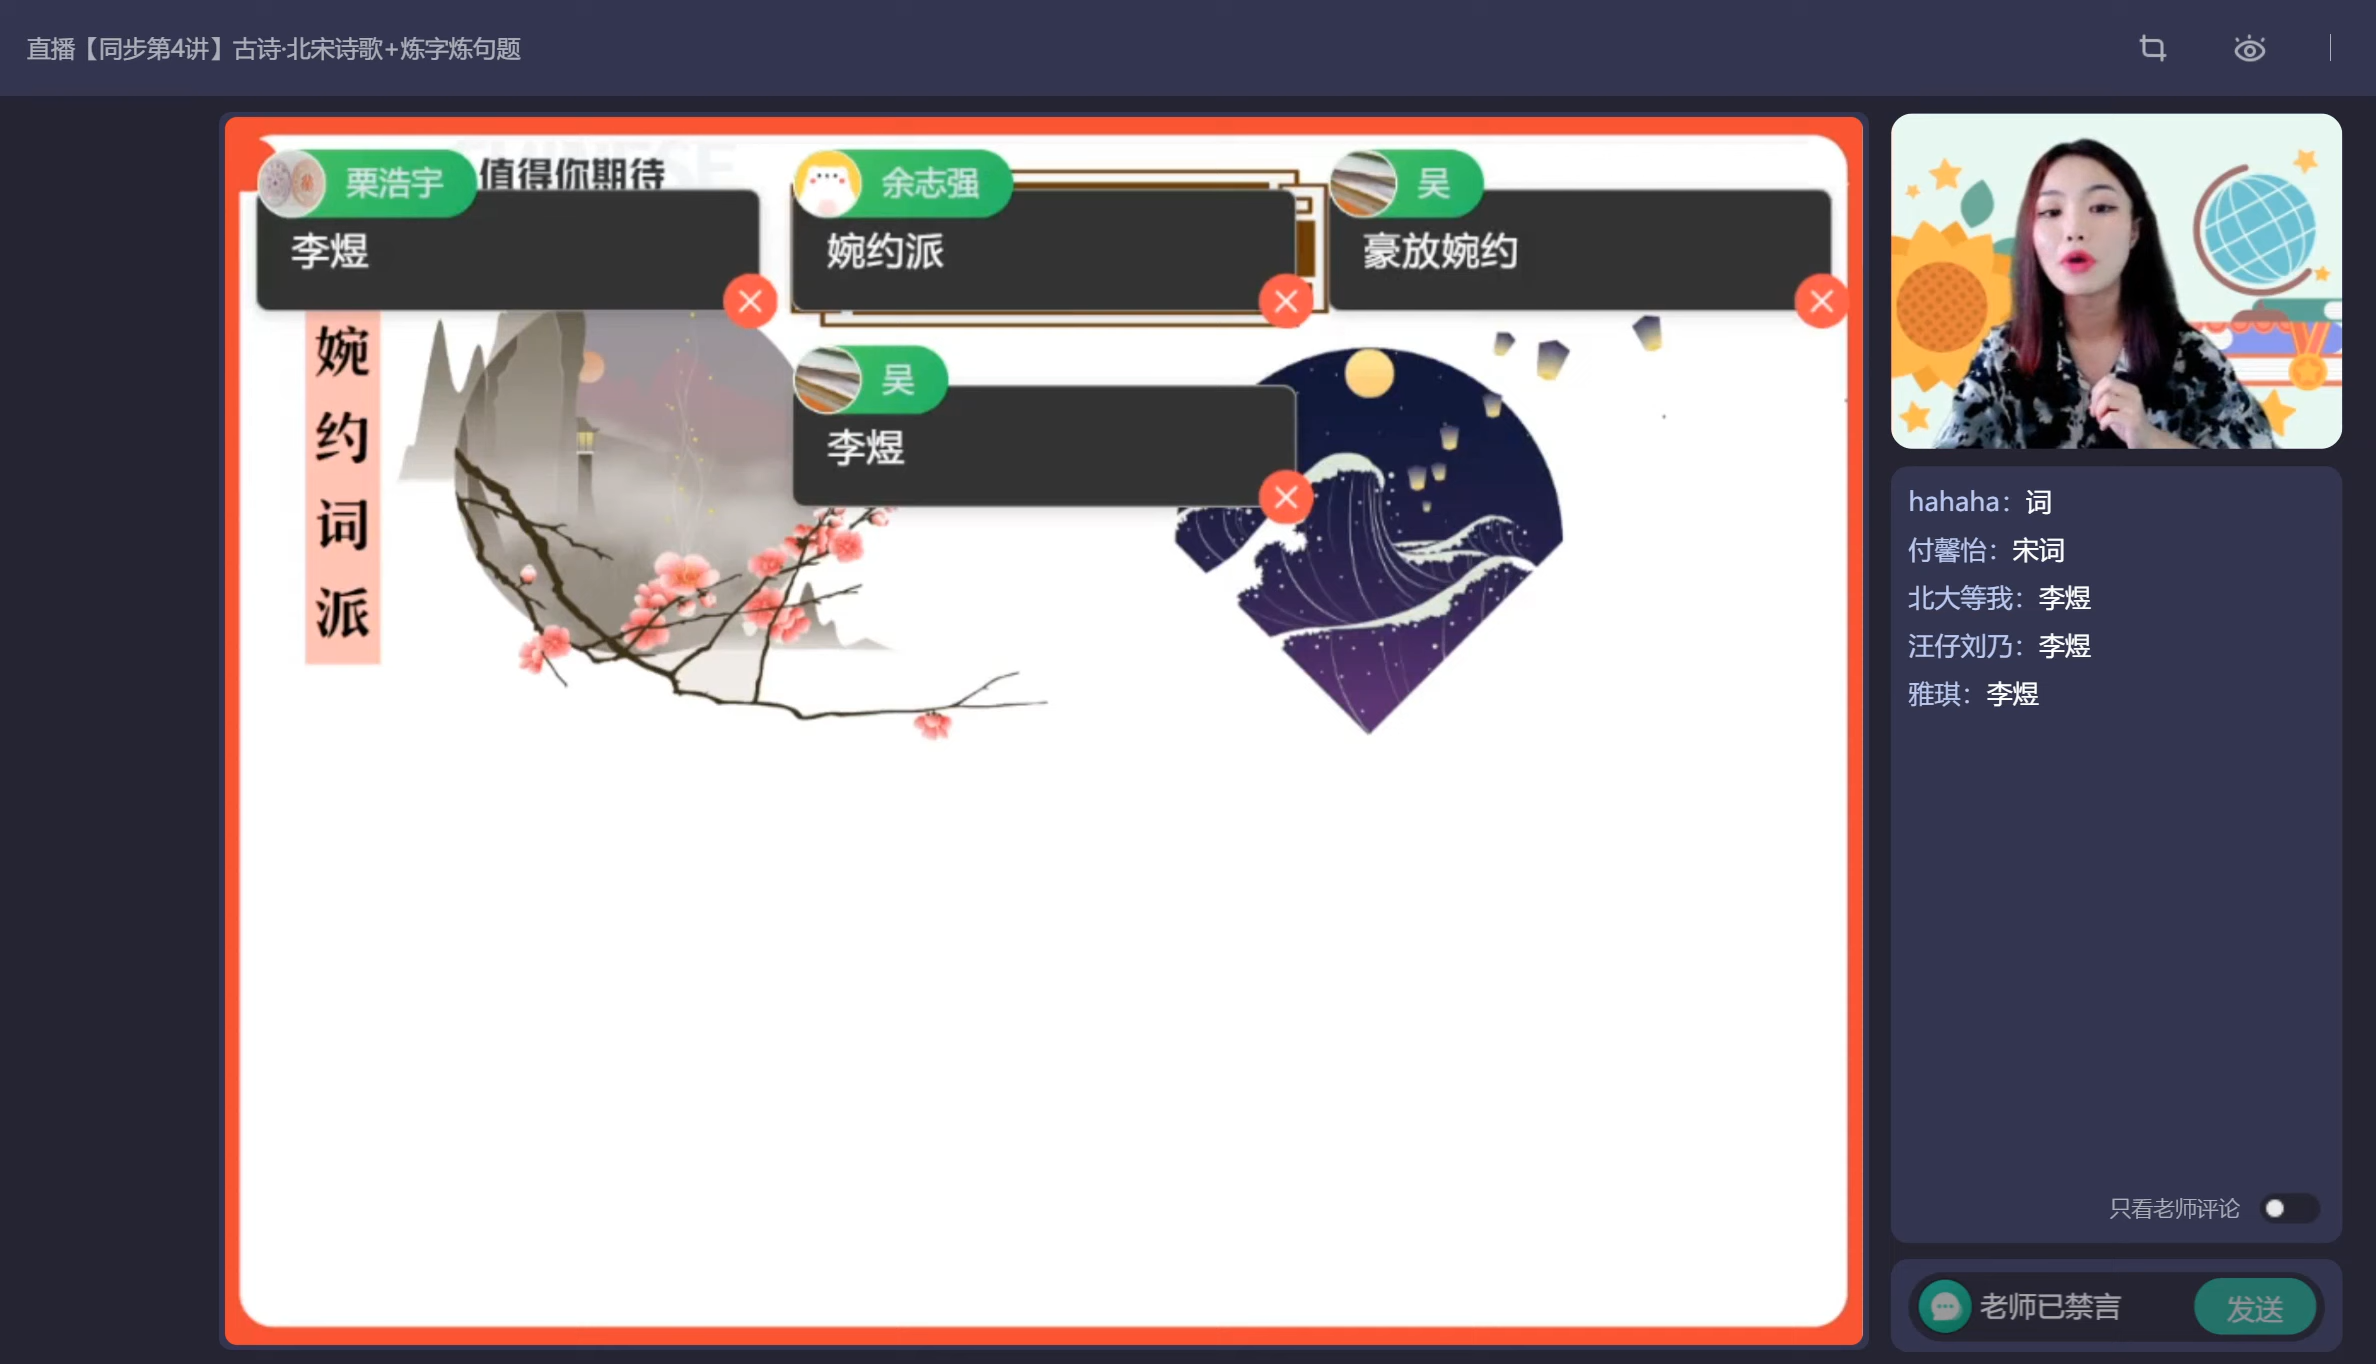 直播【同步第4讲】古诗·北宋诗歌+炼字炼句题
CHINESE
值得你期待
栗浩宇
李煜
余志强
婉约派
吴
豪放婉约
吴
李煜
婉约词派
hahaha：词
付馨怡：宋词
北大等我：李煜
汪仔刘乃：李煜
雅琪：李煜
只看老师评论
老师已禁言
发送